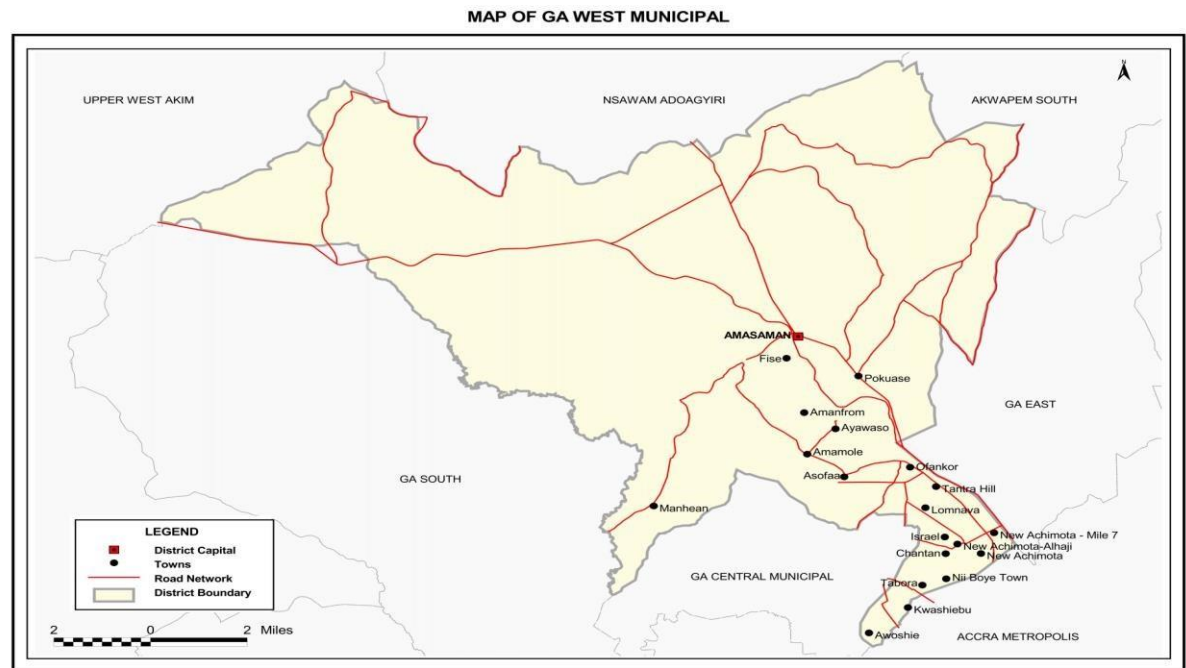 MAP OF GA WEST MUNICIPAL
N
UPPER WEST AKIM
NSAWAM ADOAGYIRI
AKWAPEM SOUTH
AMASAMAN
Fise
Pokuase
GA EAST
Amanfrom
Ayawaso
Amamole
Ofankor
Asofaa
GA SOUTH
Tantra Hill
Manhean
Lomnava
New Achimota - Mile 7
Israel
New Achimota-Alhaji
Chantan
New Achimota
GA CENTRAL MUNICIPAL
Nii Boye Town
Tabora
Kwashiebu
Awoshie
ACCRA METROPOLIS
LEGEND
District Capital
Towns
Road Network
District Boundary
2 0 2 Miles